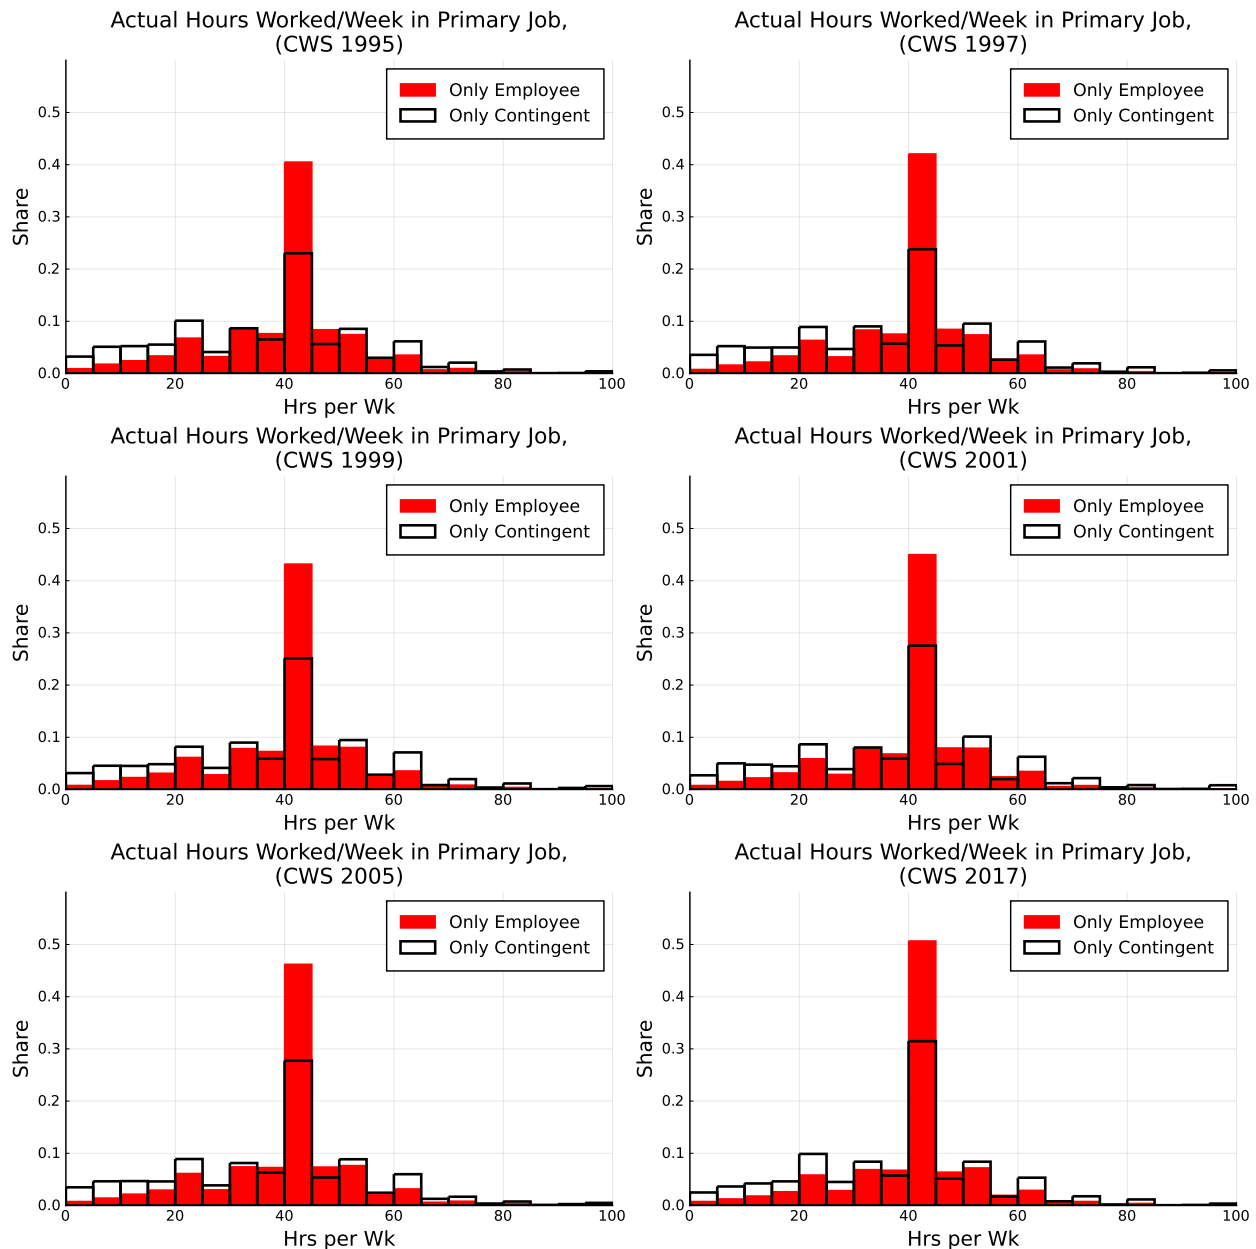 Actual Hours Worked/Week in Primary Job,
(CWS 1995)
Only Employee
Only Contingent
Share
0.5
0.4
0.3
0.2
0.1
0.0
0 20 40 60 80 100
Hrs per Wk
Actual Hours Worked/Week in Primary Job,
(CWS 1997)
Only Employee
Only Contingent
Share
0.5
0.4
0.3
0.2
0.1
0.0
0 20 40 60 80 100
Hrs per Wk
Actual Hours Worked/Week in Primary Job,
(CWS 1999)
Only Employee
Only Contingent
Share
0.5
0.4
0.3
0.2
0.1
0.0
0 20 40 60 80 100
Hrs per Wk
Actual Hours Worked/Week in Primary Job,
(CWS 2001)
Only Employee
Only Contingent
Share
0.5
0.4
0.3
0.2
0.1
0.0
0 20 40 60 80 100
Hrs per Wk
Actual Hours Worked/Week in Primary Job,
(CWS 2005)
Only Employee
Only Contingent
Share
0.5
0.4
0.3
0.2
0.1
0.0
0 20 40 60 80 100
Hrs per Wk
Actual Hours Worked/Week in Primary Job,
(CWS 2017)
Only Employee
Only Contingent
Share
0.5
0.4
0.3
0.2
0.1
0.0
0 20 40 60 80 100
Hrs per Wk